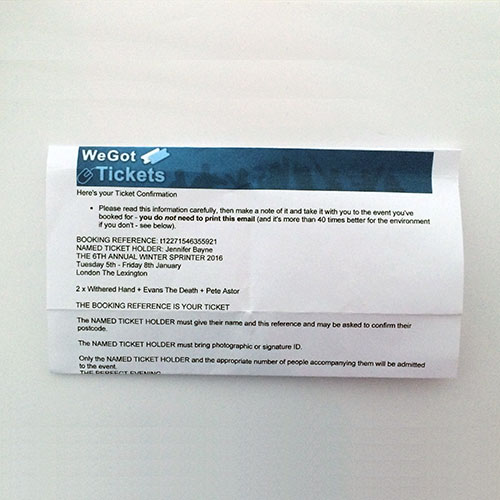 WeGot
Tickets
Here's your Ticket Confirmation
• Please read this information carefully, then make a note of it and take it with you to the event you've
booked for - you do not need to print this email (and it's more than 40 times better for the environment
if you don't - see below).
BOOKING REFERENCE: t12271546355921
NAMED TICKET HOLDER: Jennifer Bayne
THE 6TH ANNUAL WINTER SPRINTER 2016
Tuesday 5th - Friday 8th January
London The Lexington
2 x Withered Hand + Evans The Death + Pete Astor
THE BOOKING REFERENCE IS YOUR TICKET
The NAMED TICKET HOLDER must give their name and this reference and may be asked to confirm their
postcode.
The NAMED TICKET HOLDER must bring photographic or signature ID.
Only the NAMED TICKET HOLDER and the appropriate number of people accompanying them will be admitted
to the event.
THE PERFECT EVENING